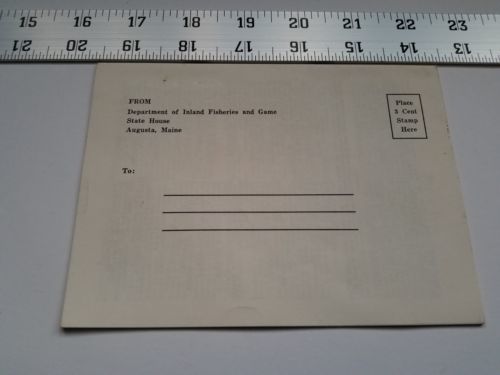 15 16 17 18 19 20 21 22 23
21 20 19 18 17 16 15 14 13
FROM
Department of Inland Fisheries and Game
State House
Augusta, Maine
Place
3 Cent
Stamp
Here
To: